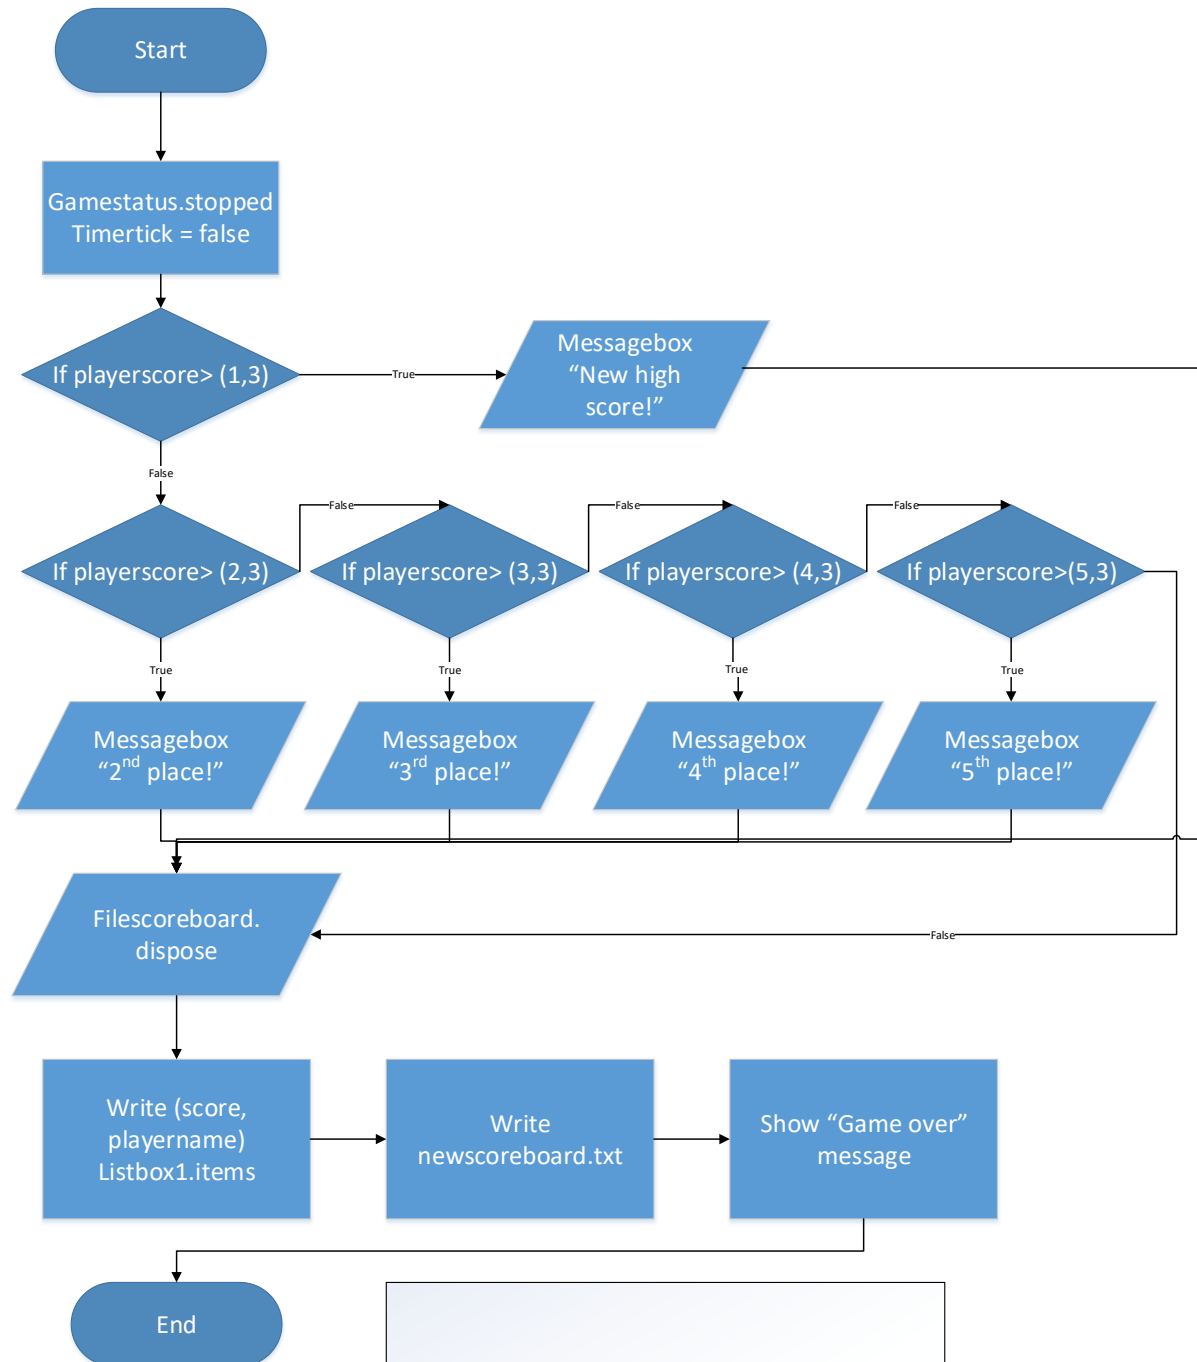 Start
Gamestatus.stopped
Timertick = false
If playerscore> (1,3)
True
Messagebox
“New high
score!”
False
False
False
False
If playerscore> (2,3)
If playerscore> (3,3)
If playerscore> (4,3)
If playerscore>(5,3)
True
True
True
True
Messagebox
“2nd place!”
Messagebox
“3rd place!”
Messagebox
“4th place!”
Messagebox
“5th place!”
Filescoreboard.
dispose
False
Write (score,
playername)
Listbox1.items
Write
newscoreboard.txt
Show “Game over”
message
End